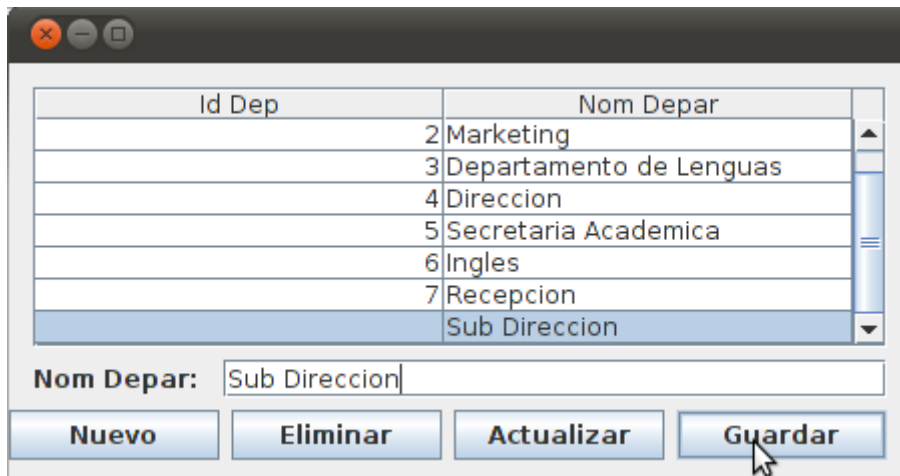 Id Dep Nom Depar
2 Marketing
3 Departamento de Lenguas
4 Direccion
5 Secretaria Academica
6 Ingles
7 Recepcion
Sub Direccion
Nom Depar: Sub Direccion
Nuevo Eliminar Actualizar Guardar